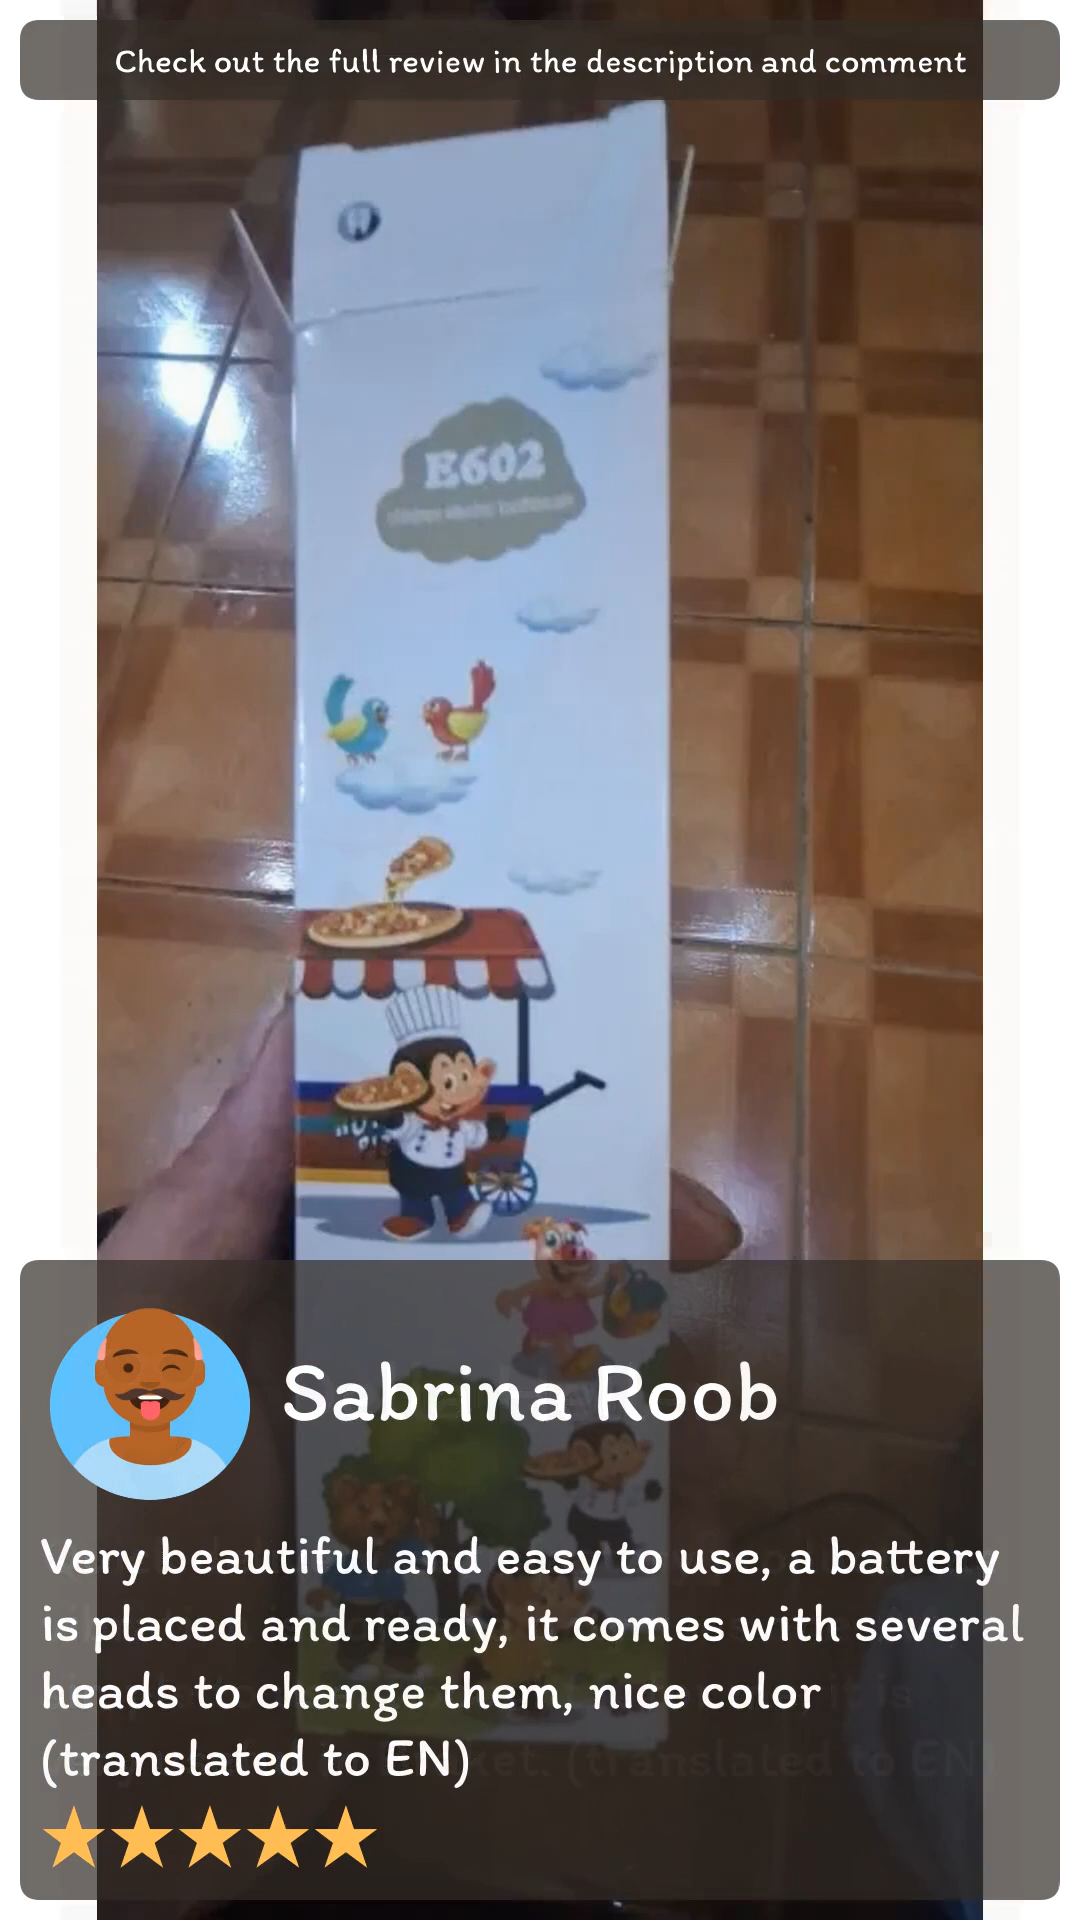 Check out the full review in the description and comment
E602
Sabrina Roob
Very beautiful and easy to use, a battery
is placed and ready, it comes with several
heads to change them, nice color
(translated to EN)